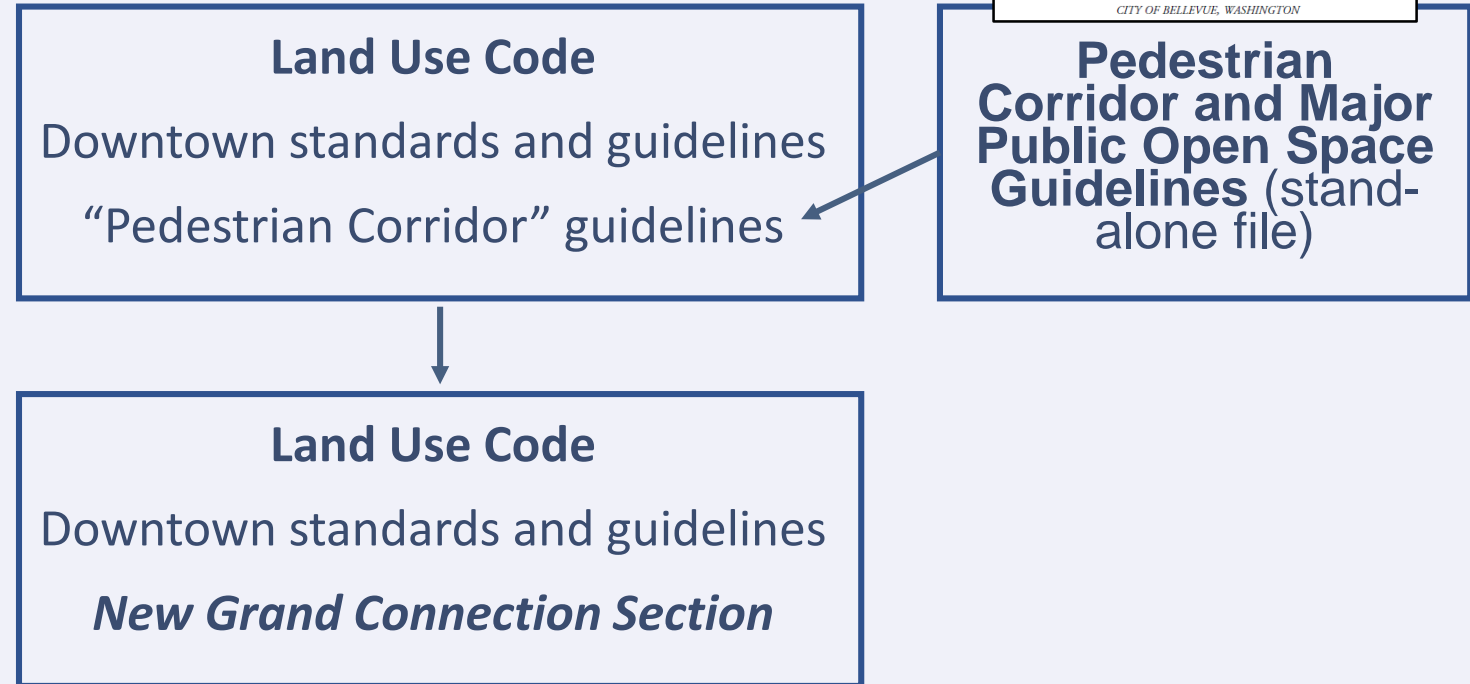 Land Use Code
Downtown standards and guidelines
“Pedestrian Corridor” guidelines
CITY OF BELLEVUE, WASHINGTON
Pedestrian
Corridor and Major
Public Open Space
Guidelines (stand-
alone file)
Land Use Code
Downtown standards and guidelines
New Grand Connection Section